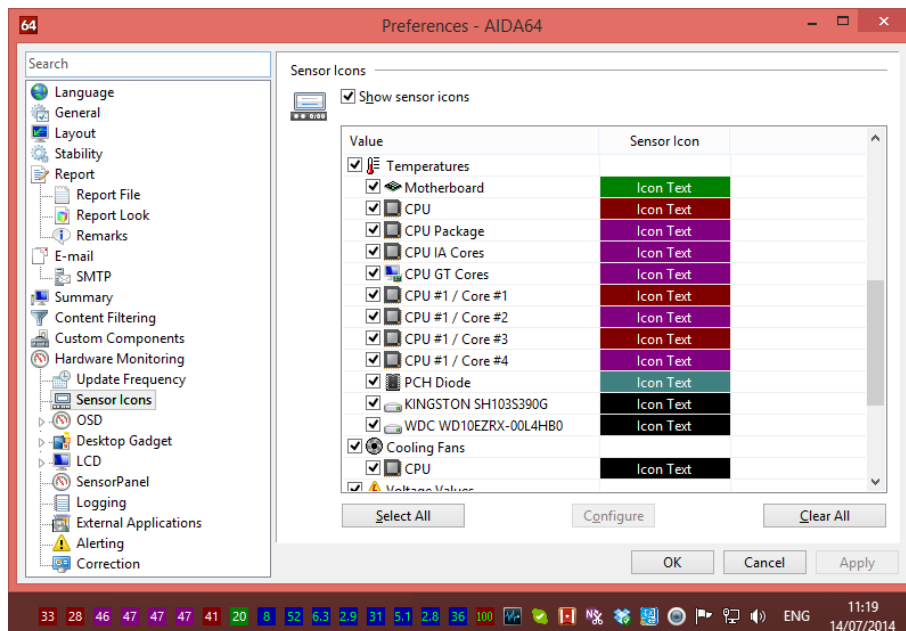 64
Preferences - AIDA64
Search
Language
General
Layout
Stability
Report
Report File
Report Look
Remarks
E-mail
SMTP
Summary
Content Filtering
Custom Components
Hardware Monitoring
Update Frequency
Sensor Icons
OSD
Desktop Gadget
LCD
SensorPanel
Logging
External Applications
Alerting
Correction
Sensor Icons
Show sensor icons
Value Sensor Icon
Temperatures
Motherboard Icon Text
CPU Icon Text
CPU Package Icon Text
CPU IA Cores Icon Text
CPU GT Cores Icon Text
CPU #1 / Core #1 Icon Text
CPU #1 / Core #2 Icon Text
CPU #1 / Core #3 Icon Text
CPU #1 / Core #4 Icon Text
PCH Diode Icon Text
KINGSTON SH103S390G
WDC WD10EZRX-00L4HB0 Icon Text
Icon Text
Cooling Fans
CPU Icon Text
Voltage Values
Select All Configure Clear All
OK Cancel Apply
33 28 46 47 47 47 41 20 8 52 6.3 2.9 31 5.1 2.8 36 100 ENG 11:19
14/07/2014